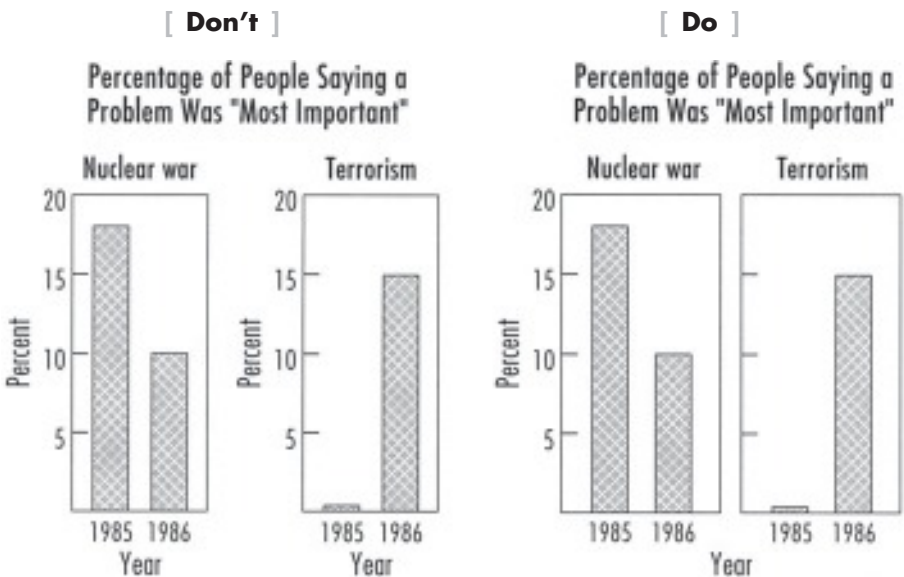 [ Don't ]
Percentage of People Saying a
Problem Was "Most Important"
Nuclear war
Terrorism
20
15
10
5
Percent
1985 1986
Year
20
15
10
5
Percent
1985 1986
Year
[ Do ]
Percentage of People Saying a
Problem Was "Most Important"
Nuclear war
Terrorism
20
15
10
5
Percent
1985 1986
1985 1986
Year